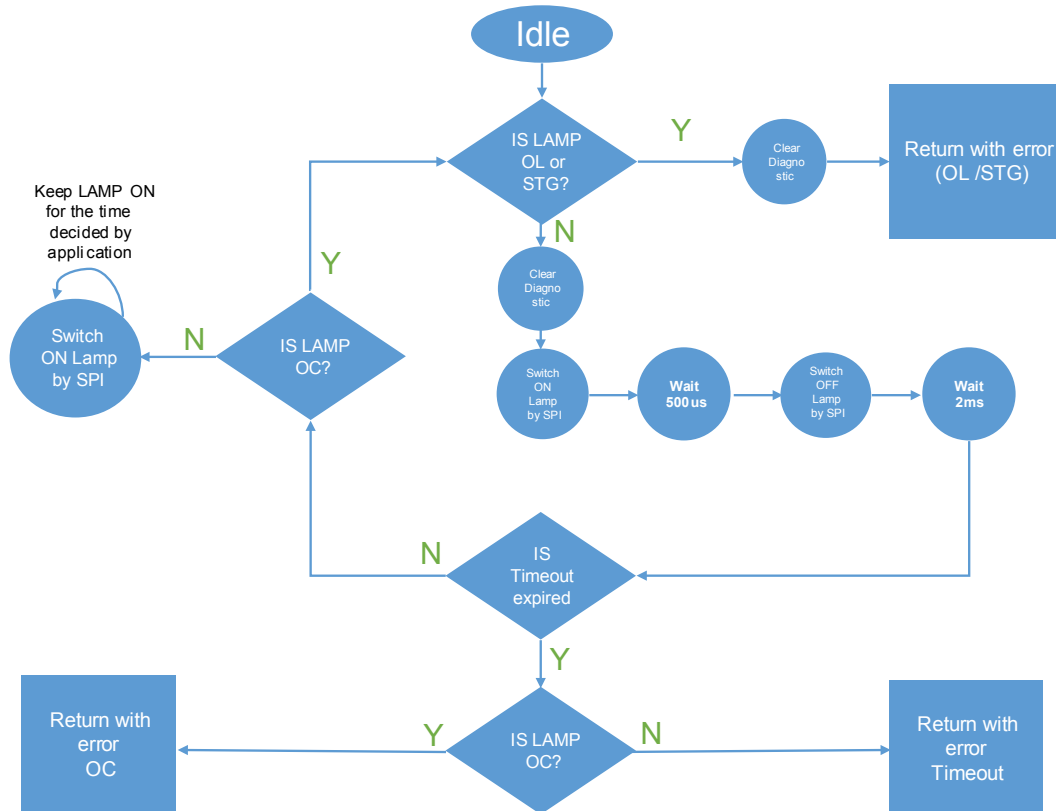 Idle
IS LAMP
OL or
STG?
Y
Clear
Diagno
stic
Return with error
(OL /STG)
N
Clear
Diagno
stic
Keep LAMP ON
for the time
decided by
application
Y
Switch
ON Lamp
by SPI
N
IS LAMP
OC?
Switch
ON
Lamp
by SPI
Wait
500us
Switch
OFF
Lamp
by SPI
Wait
2ms
N
IS
Timeout
expired
Y
Return with
error
OC
Y
IS LAMP
OC?
N
Return with
error
Timeout